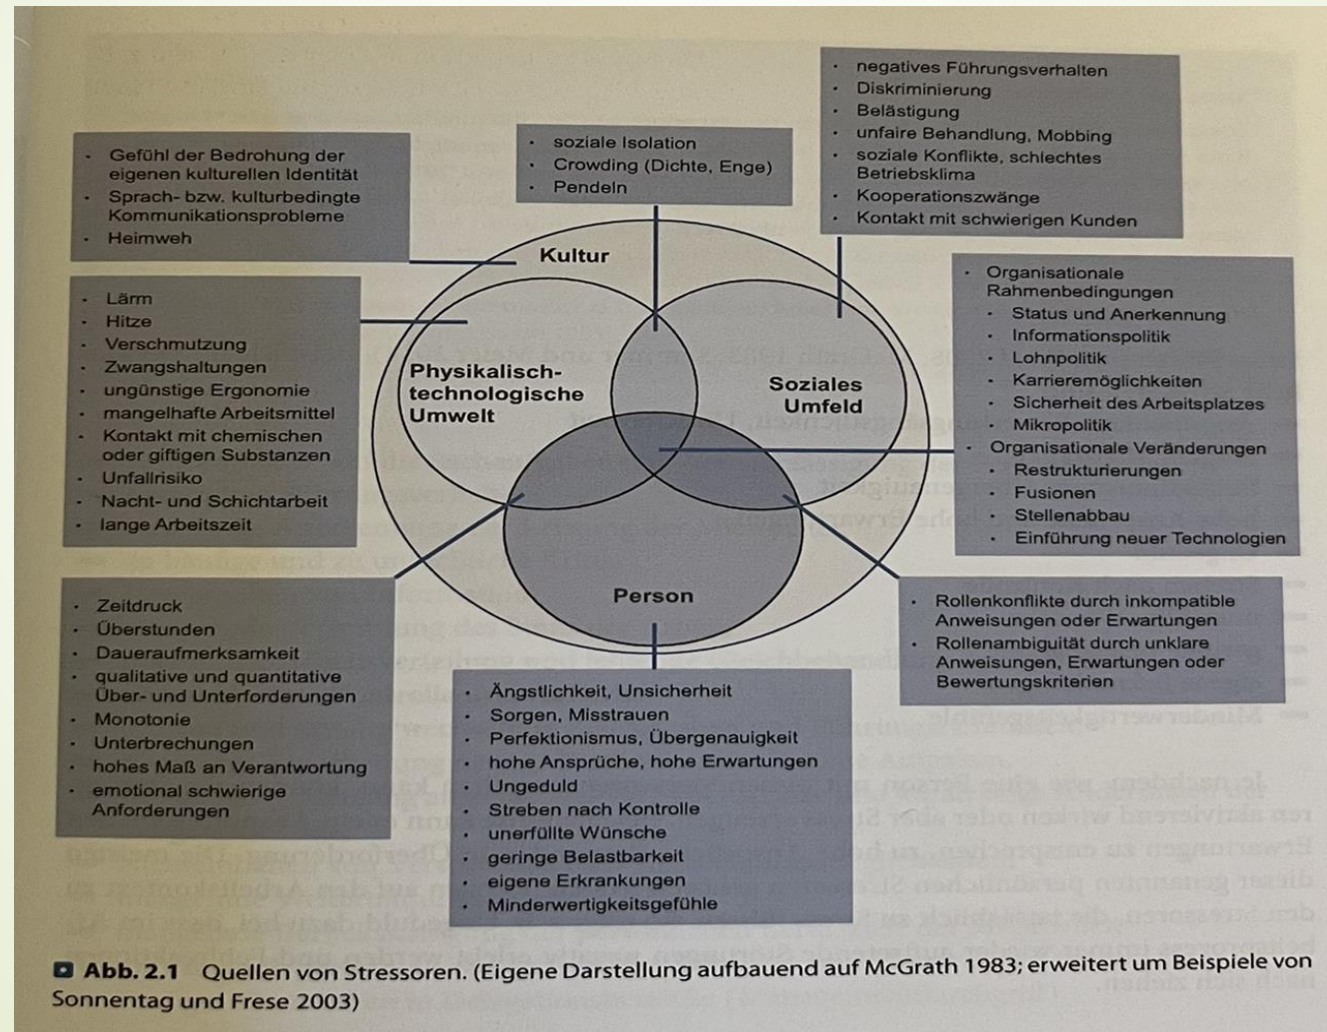 • negatives Führungsverhalten
• Diskriminierung
• Belästigung
• unfaire Behandlung, Mobbing
• soziale Konflikte, schlechtes
Betriebsklima
• Kooperationszwänge
• Kontakt mit schwierigen Kunden
• soziale Isolation
• Crowding (Dichte, Enge)
• Pendeln
• Gefühl der Bedrohung der
eigenen kulturellen Identität
• Sprach- bzw. kulturbedingte
Kommunikationsprobleme
• Heimweh
Kultur
• Organisationale
Rahmenbedingungen
• Status und Anerkennung
• Informationspolitik
• Lohnpolitik
• Karrieremöglichkeiten
• Sicherheit des Arbeitsplatzes
• Mikropolitik
• Organisationale Veränderungen
• Restrukturierungen
• Fusionen
• Stellenabbau
• Einführung neuer Technologien
• Lärm
• Hitze
• Verschmutzung
• Zwangshaltungen
• ungünstige Ergonomie
• mangelhafte Arbeitsmittel
• Kontakt mit chemischen
oder giftigen Substanzen
• Unfallrisiko
• Nacht- und Schichtarbeit
• lange Arbeitszeit
Physikalisch-
technologische
Umwelt
Soziales
Umfeld
Person
• Zeitdruck
• Überstunden
• Daueraufmerksamkeit
• qualitative und quantitative
Über- und Unterforderungen
• Monotonie
• Unterbrechungen
• hohes Maß an Verantwortung
• emotional schwierige
Anforderungen
• Rollenkonflikte durch inkompatible
Anweisungen oder Erwartungen
• Rollenambiguität durch unklare
Anweisungen, Erwartungen oder
Bewertungskriterien
• Ängstlichkeit, Unsicherheit
• Sorgen, Misstrauen
• Perfektionismus, Übergenauigkeit
• hohe Ansprüche, hohe Erwartungen
• Ungeduld
• Streben nach Kontrolle
• unerfüllte Wünsche
• geringe Belastbarkeit
• eigene Erkrankungen
• Minderwertigkeitsgefühle
Abb. 2.1 Quellen von Stressoren. (Eigene Darstellung aufbauend auf McGrath 1983; erweitert um Beispiele von
Sonnentag und Frese 2003)